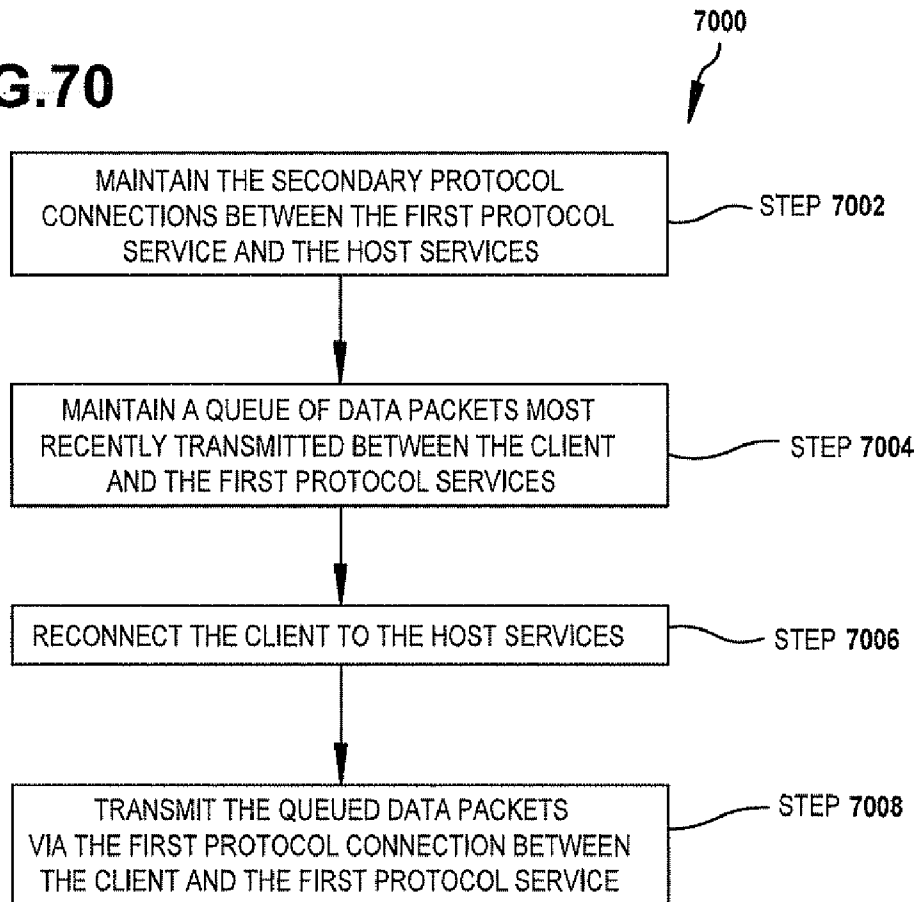 7000
G.70
MAINTAIN THE SECONDARY PROTOCOL
CONNECTIONS BETWEEN THE FIRST PROTOCOL
SERVICE AND THE HOST SERVICES
STEP 7002
MAINTAIN A QUEUE OF DATA PACKETS MOST
RECENTLY TRANSMITTED BETWEEN THE CLIENT
AND THE FIRST PROTOCOL SERVICES
STEP 7004
RECONNECT THE CLIENT TO THE HOST SERVICES
STEP 7006
TRANSMIT THE QUEUED DATA PACKETS
VIA THE FIRST PROTOCOL CONNECTION BETWEEN
THE CLIENT AND THE FIRST PROTOCOL SERVICE
STEP 7008